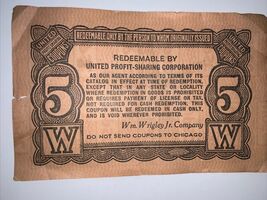 REDEEMABLE ONLY BY THE PERSON TO WHOM ORIGINALLY ISSUED
REDEEMABLE BY
UNITED PROFIT-SHARING CORPORATION
AS OUR AGENT ACCORDING TO TERMS OF ITS
CATALOG IN EFFECT AT TIME OF REDEMPTION,
EXCEPT THAT IN ANY STATE OR LOCALITY
WHERE REDEMPTION IN GOODS IS PROHIBITED
OR REQUIRES PAYMENT OF LICENSE OR TAX,
NOT REQUIRED FOR CASH REDEMPTION, THIS
COUPON WILL BE REDEEMED IN CASH ONLY,
AND IS VOID WHEREVER PROHIBITED.
5
5
Wm. Wrigley Jr. Company
W
W
DO NOT SEND COUPONS TO CHICAGO
UNITED
COUPONS
UNITED